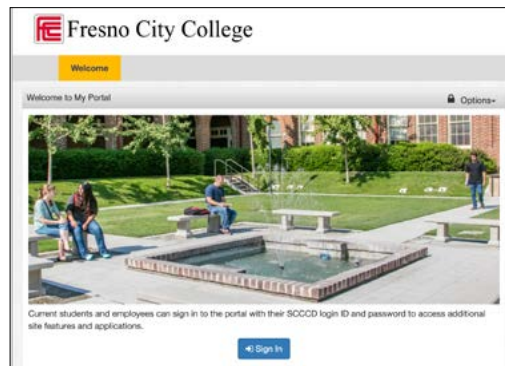 Fresno City College
Welcome
Welcome to My Portal
Options
Current students and employees can sign in to the portal with their SCCCD login ID and password to access additional
site features and applications.
Sign In